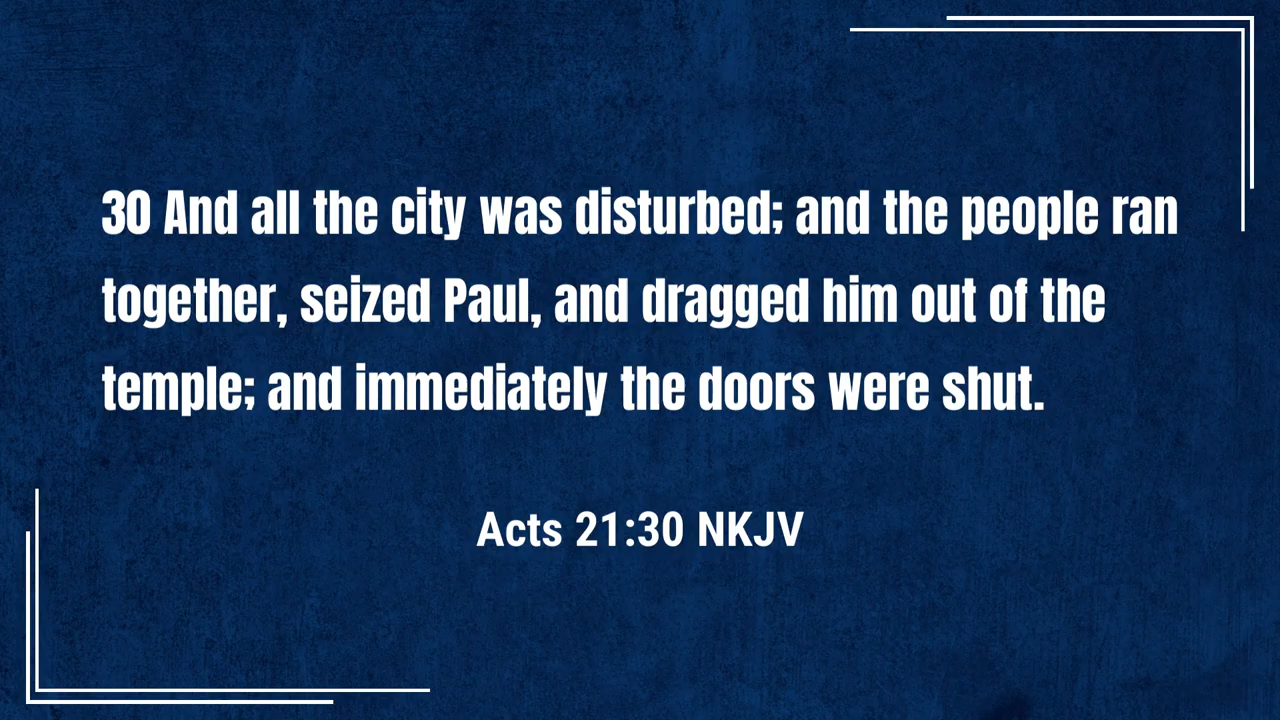 30 And all the city was disturbed; and the people ran
together, seized Paul, and dragged him out of the
temple; and immediately the doors were shut.
Acts 21:30 NKJV